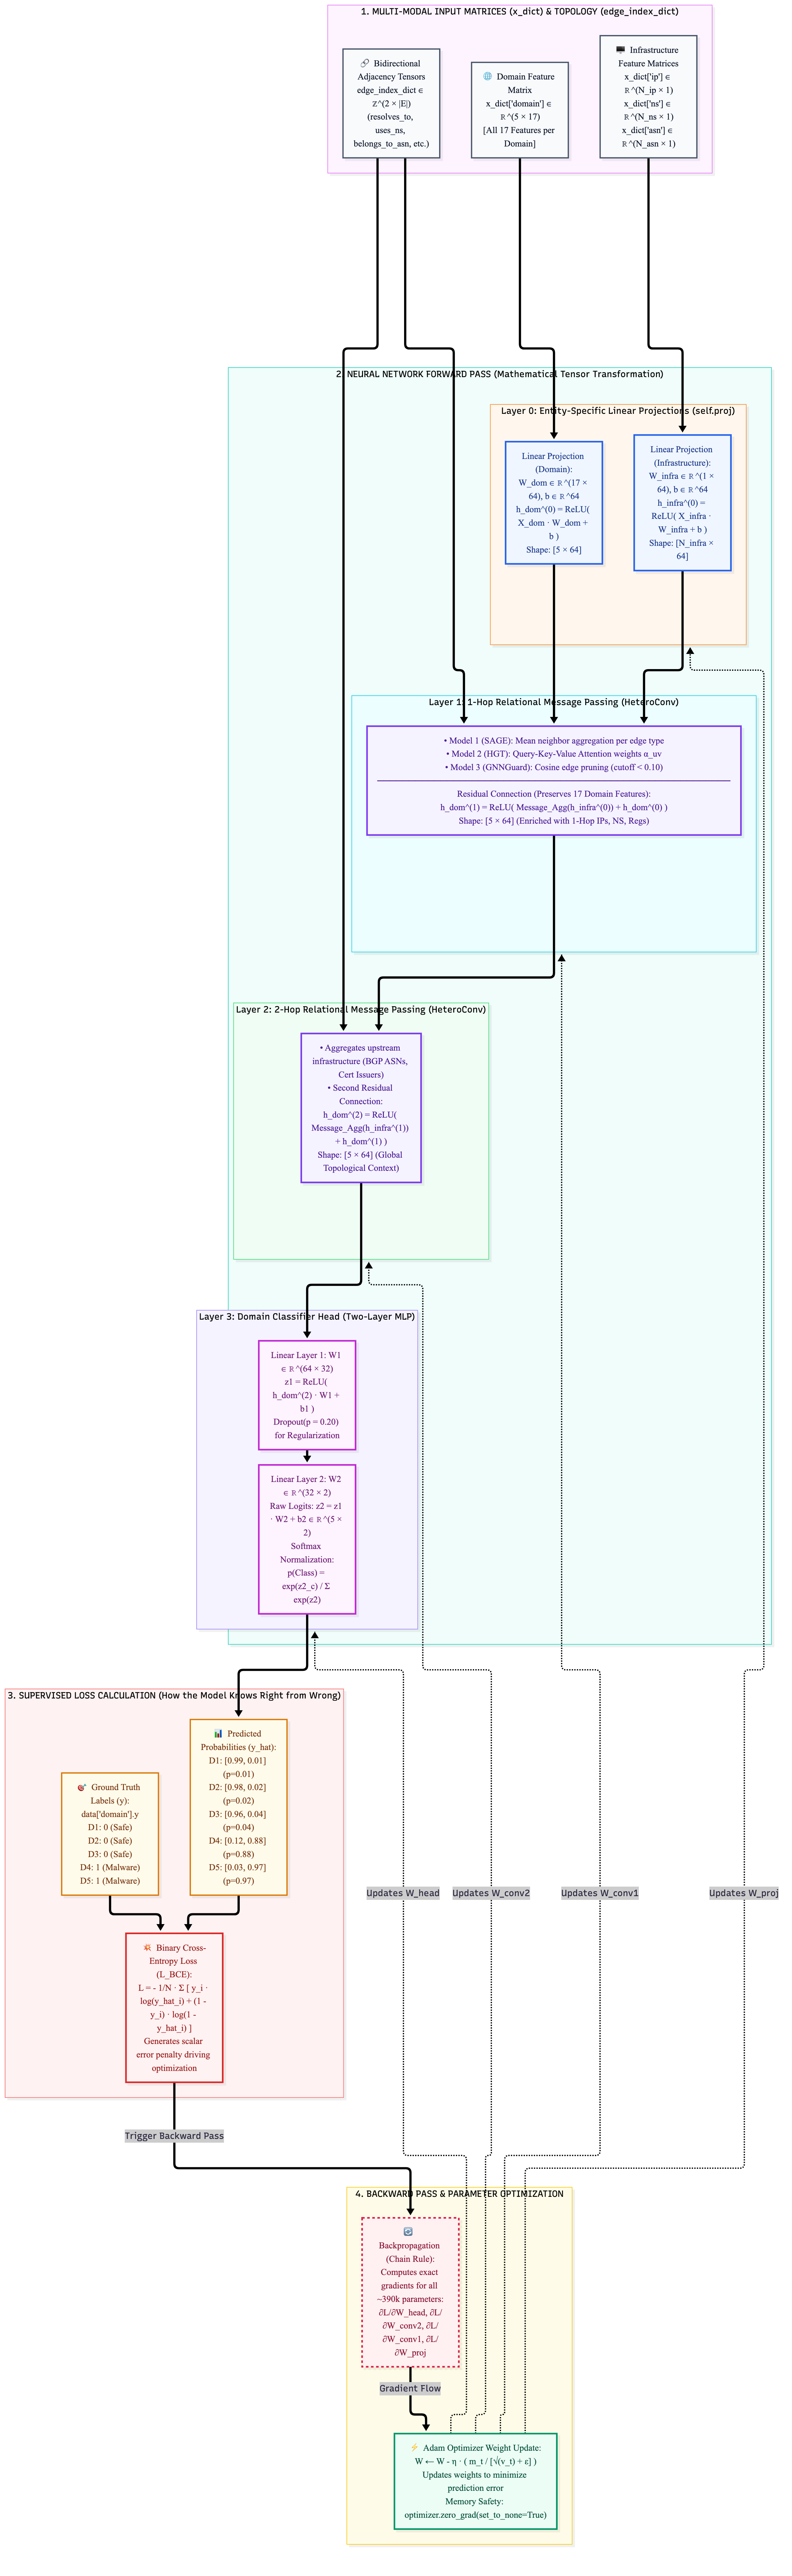 1. MULTI-MODAL INPUT MATRICES (x_dict) & TOPOLOGY (edge_index_dict)
🔗 Bidirectional
Adjacency Tensors
edge_index_dict ∈
ℤ^(2 × |E|)
(resolves_to,
uses_ns,
belongs_to_asn, etc.)
🌐 Domain Feature
Matrix
x_dict['domain'] ∈
ℝ^(5 × 17)
[All 17 Features per
Domain]
🖥️ Infrastructure
Feature Matrices
x_dict['ip'] ∈
ℝ^(N_ip × 1)
x_dict['ns'] ∈
ℝ^(N_ns × 1)
x_dict['asn'] ∈
ℝ^(N_asn × 1)
2. NEURAL NETWORK FORWARD PASS (Mathematical Tensor Transformation)
Layer 0: Entity-Specific Linear Projections (self.proj)
Linear Projection
(Domain):
W_dom ∈ ℝ^(17 ×
64), b ∈ ℝ^64
h_dom^(0) = ReLU(
X_dom · W_dom +
b )
Shape: [5 × 64]
Linear Projection
(Infrastructure):
W_infra ∈ ℝ^(1 ×
64), b ∈ ℝ^64
h_infra^(0) =
ReLU( X_infra ·
W_infra + b )
Shape: [N_infra ×
64]
Layer 1: 1-Hop Relational Message Passing (HeteroConv)
• Model 1 (SAGE): Mean neighbor aggregation per edge type
• Model 2 (HGT): Query-Key-Value Attention weights α_uv
• Model 3 (GNNGuard): Cosine edge pruning (cutoff < 0.10)
Residual Connection (Preserves 17 Domain Features):
h_dom^(1) = ReLU( Message_Agg(h_infra^(0)) + h_dom^(0) )
Shape: [5 × 64] (Enriched with 1-Hop IPs, NS, Regs)
Layer 2: 2-Hop Relational Message Passing (HeteroConv)
• Aggregates upstream
infrastructure (BGP ASNs,
Cert Issuers)
• Second Residual
Connection:
h_dom^(2) = ReLU(
Message_Agg(h_infra^(1))
+ h_dom^(1) )
Shape: [5 × 64] (Global
Topological Context)
Layer 3: Domain Classifier Head (Two-Layer MLP)
Linear Layer 1: W1
∈ ℝ^(64 × 32)
z1 = ReLU(
h_dom^(2) · W1 +
b1 )
Dropout(p = 0.20)
for Regularization
Linear Layer 2: W2
∈ ℝ^(32 × 2)
Raw Logits: z2 = z1
· W2 + b2 ∈ ℝ^(5 ×
2)
Softmax
Normalization:
p(Class) =
exp(z2_c) / Σ
exp(z2)
3. SUPERVISED LOSS CALCULATION (How the Model Knows Right from Wrong)
🎯 Ground Truth
Labels (y):
data['domain'].y
D1: 0 (Safe)
D2: 0 (Safe)
D3: 0 (Safe)
D4: 1 (Malware)
D5: 1 (Malware)
📊 Predicted
Probabilities (y_hat):
D1: [0.99, 0.01]
(p=0.01)
D2: [0.98, 0.02]
(p=0.02)
D3: [0.96, 0.04]
(p=0.04)
D4: [0.12, 0.88]
(p=0.88)
D5: [0.03, 0.97]
(p=0.97)
Updates W_head
Updates W_conv2
Updates W_conv1
Updates W_proj
💥 Binary Cross-
Entropy Loss
(L_BCE):
L = - 1/N · Σ [ y_i ·
log(y_hat_i) + (1 -
y_i) · log(1 -
y_hat_i) ]
Generates scalar
error penalty driving
optimization
Trigger Backward Pass
4. BACKWARD PASS & PARAMETER OPTIMIZATION
🔄
Backpropagation
(Chain Rule):
Computes exact
gradients for all
~390k parameters:
∂L/∂W_head, ∂L/
∂W_conv2, ∂L/
∂W_conv1, ∂L/
∂W_proj
Gradient Flow
⚡ Adam Optimizer Weight Update:
W ← W - η · ( m_t / [√(v_t) + ε] )
Updates weights to minimize
prediction error
Memory Safety:
optimizer.zero_grad(set_to_none=True)